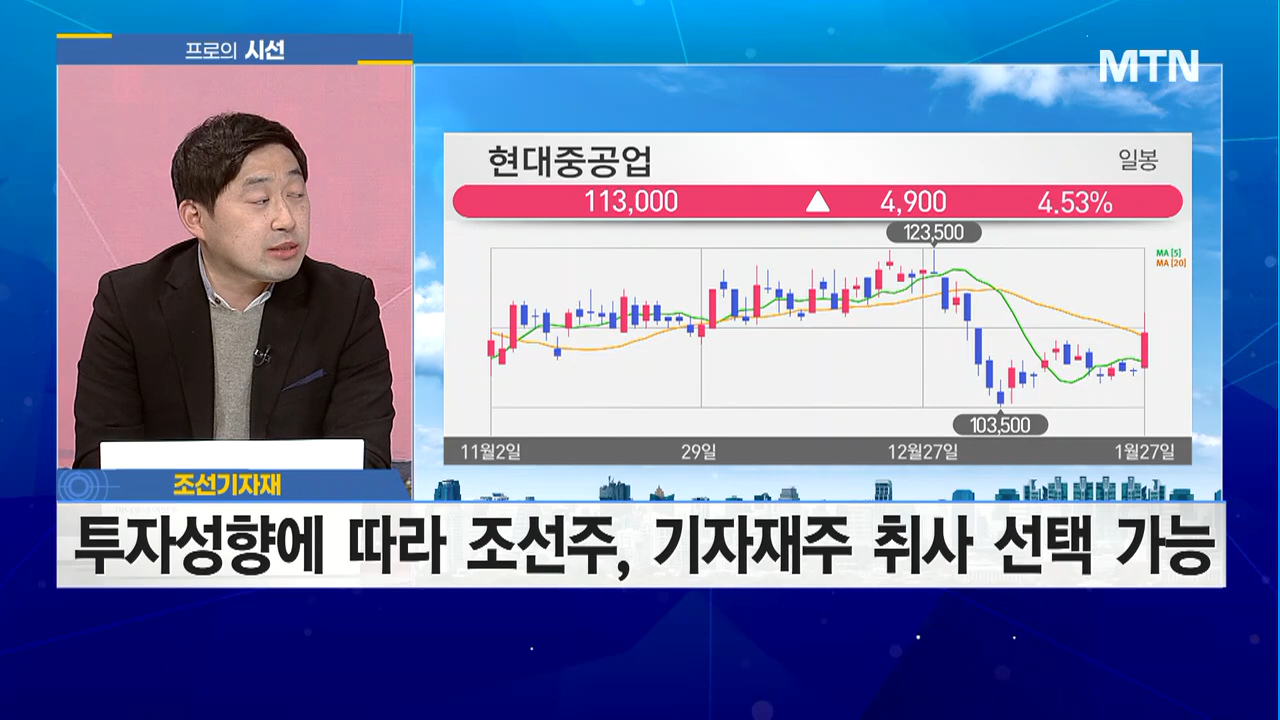 프로의 시선
MTN
현대중공업
일봉
113,000 ▲ 4,900 4.53%
123,500
MA [5]
MA [20]
103,500
11월2일 29일 12월27일 1월27일
조선기자재
투자성향에 따라 조선주, 기자재주 취사 선택 가능